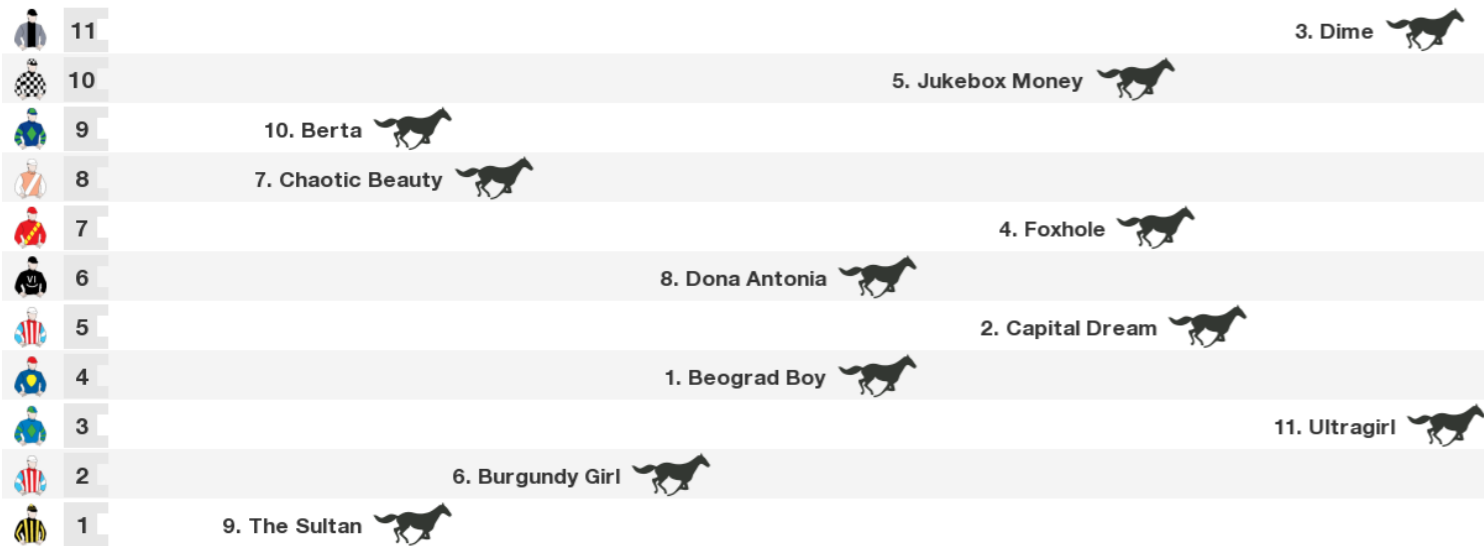 11 3. Dime
10 5. Jukebox Money
9 10. Berta
8 7. Chaotic Beauty
7 4. Foxhole
VI
6 8. Dona Antonia
5 2. Capital Dream
4 1. Beograd Boy
3 11. Ultragirl
2 6. Burgundy Girl
1 9. The Sultan